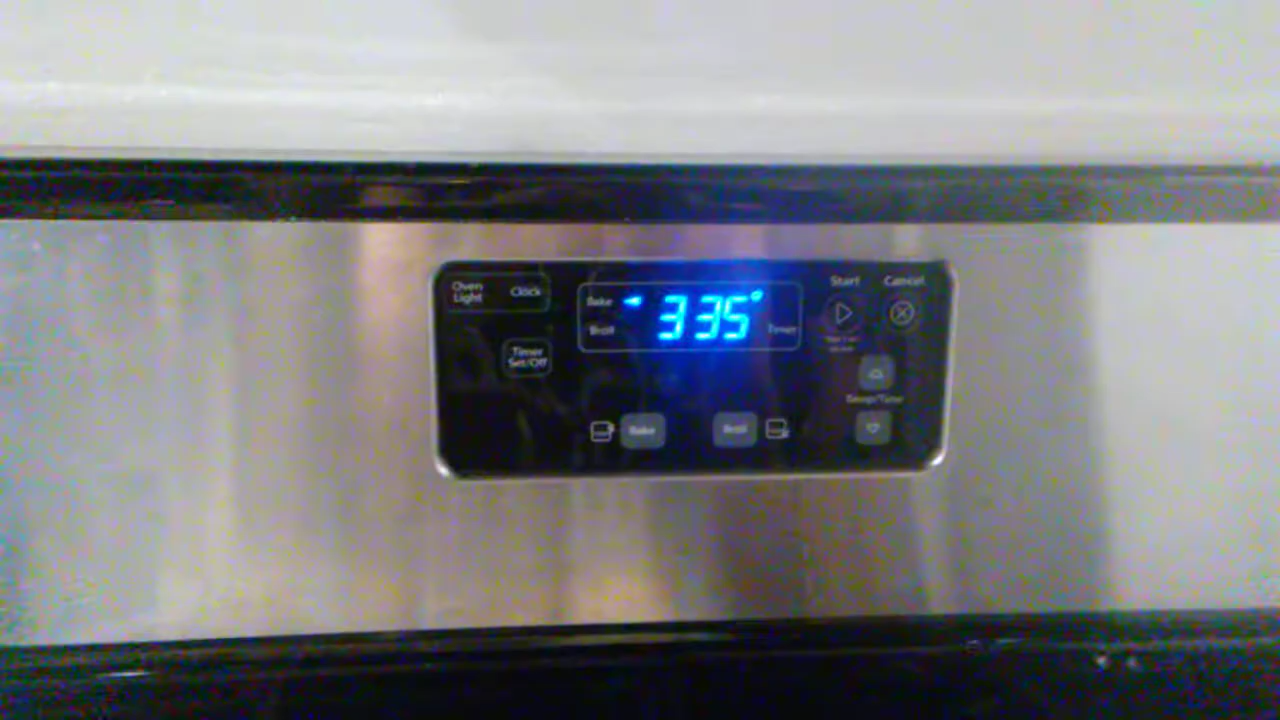 Oven Light
Clock
Timer Set/Off
Bake
Broil
335°
Timer
Start
Cancel
Temp/Time
Bake
Broil